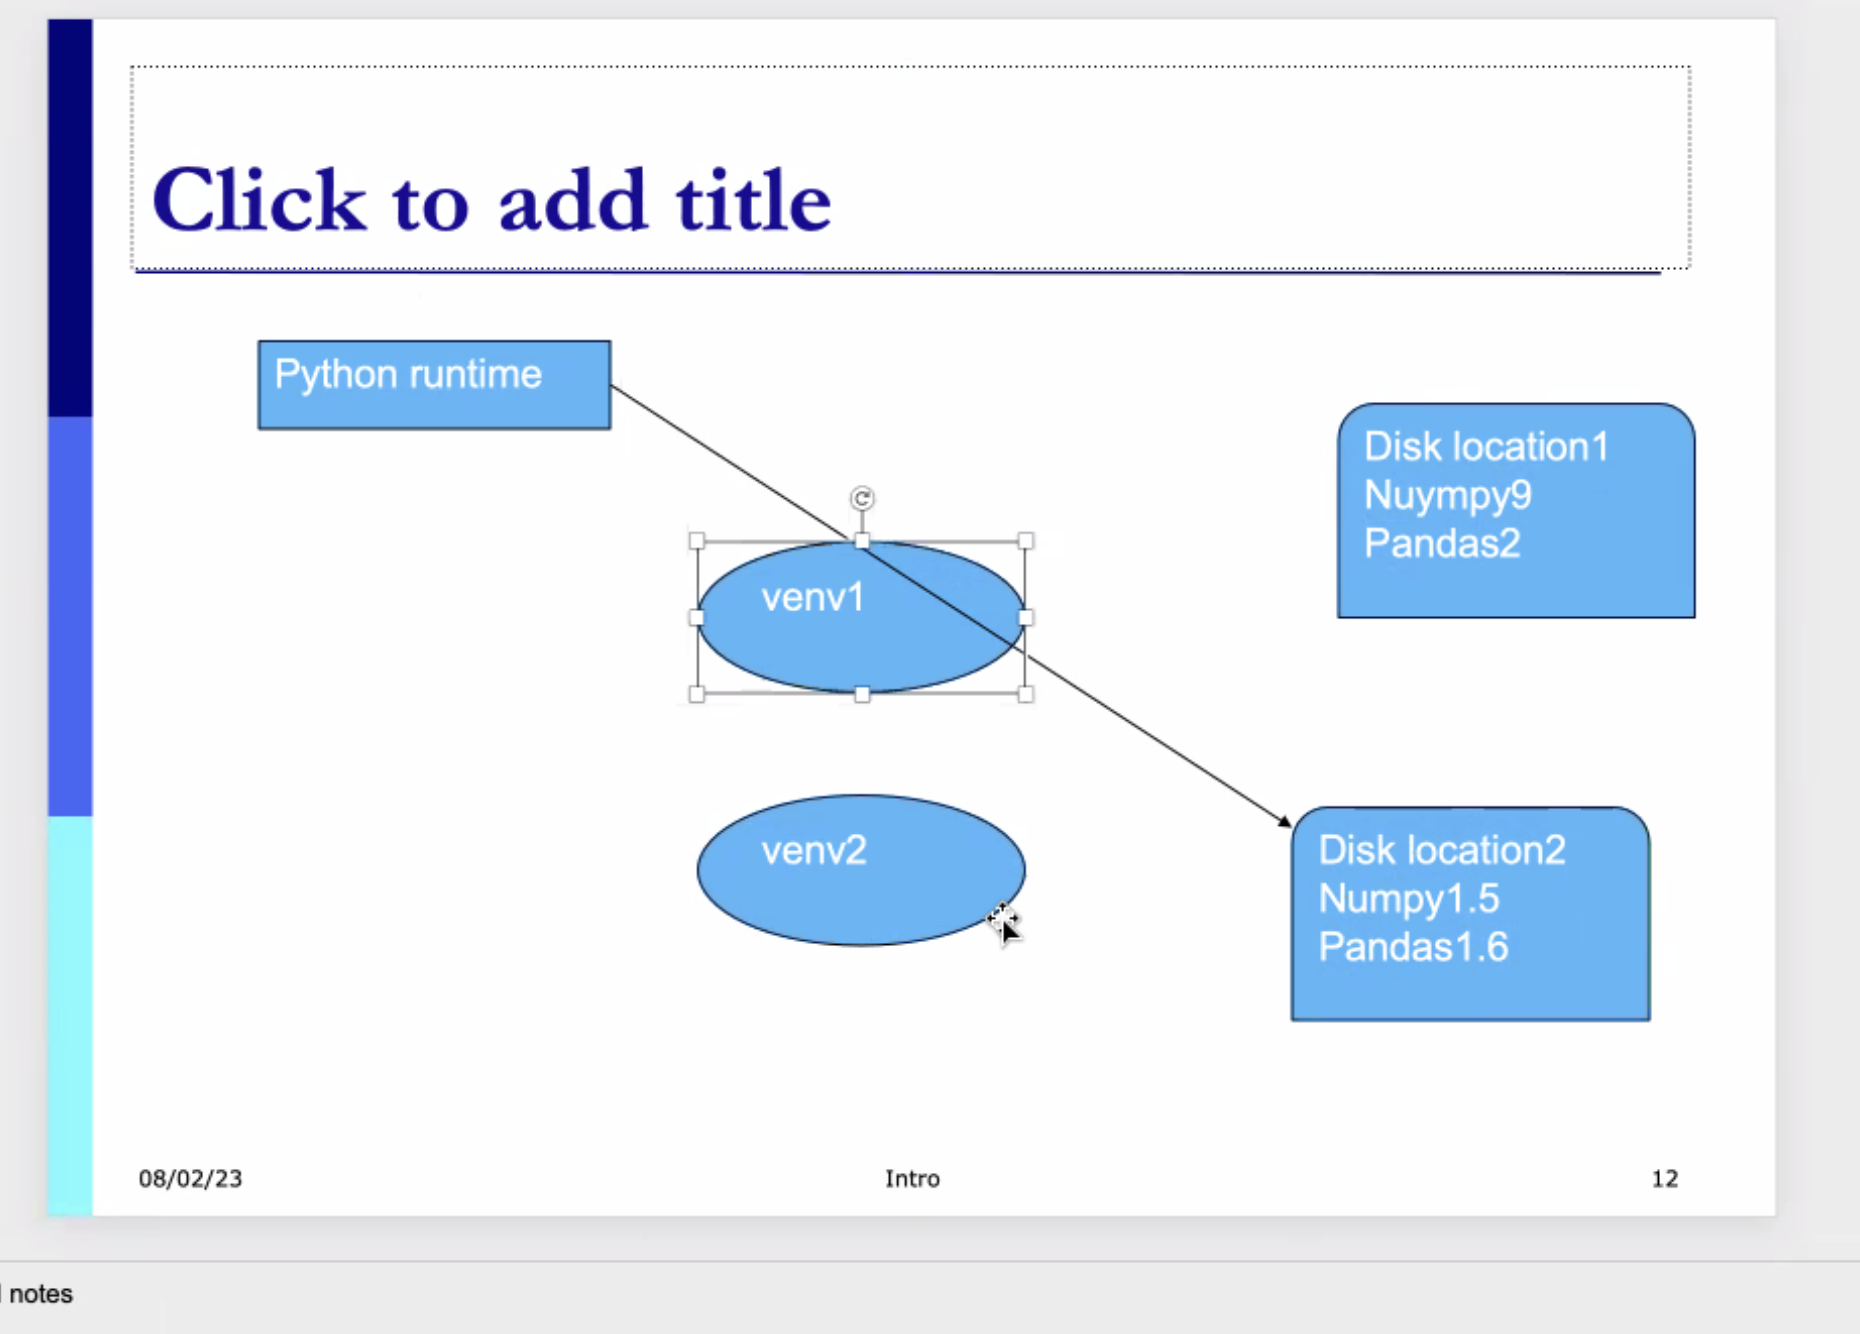 Click to add title
Python runtime
Disk location1
Nuympy9
Pandas2
venv1
venv2
Disk location2
Numpy1.5
Pandas1.6
08/02/23
Intro
12
notes